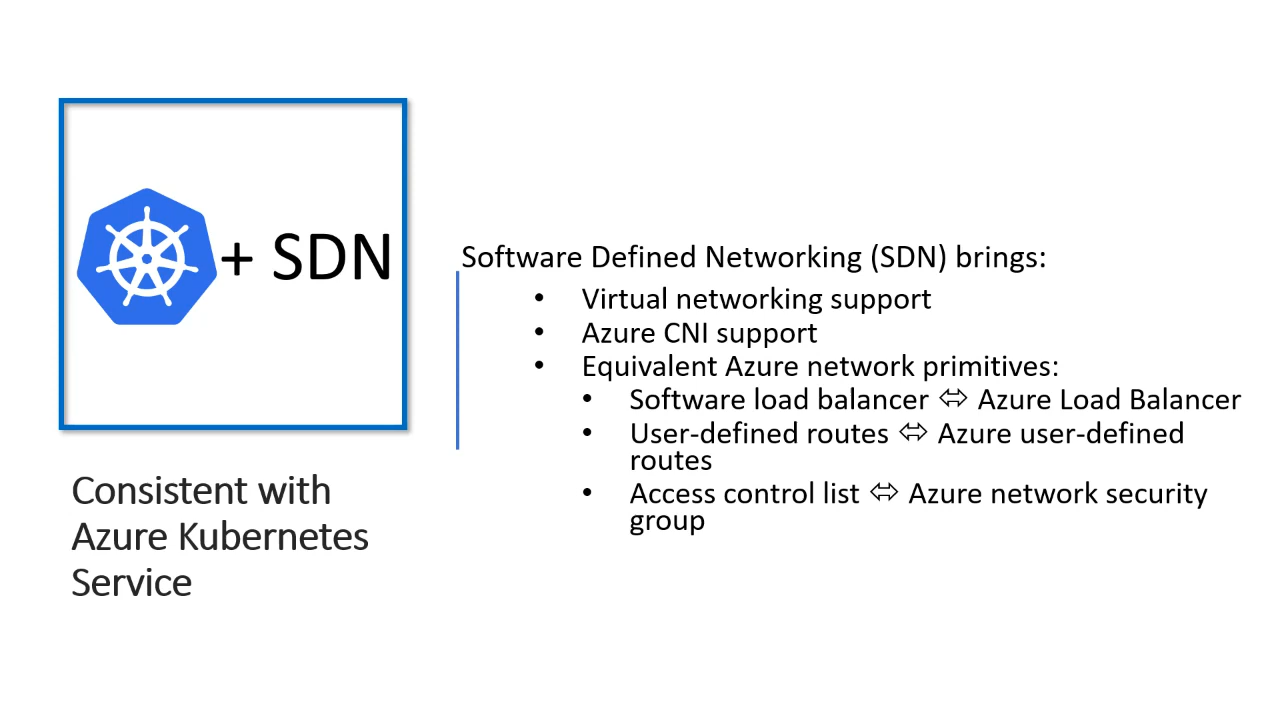 + SDN
Consistent with
Azure Kubernetes
Service
Software Defined Networking (SDN) brings:
• Virtual networking support
• Azure CNI support
• Equivalent Azure network primitives:
• Software load balancer ⬄ Azure Load Balancer
• User-defined routes ⬄ Azure user-defined
routes
• Access control list ⬄ Azure network security
group